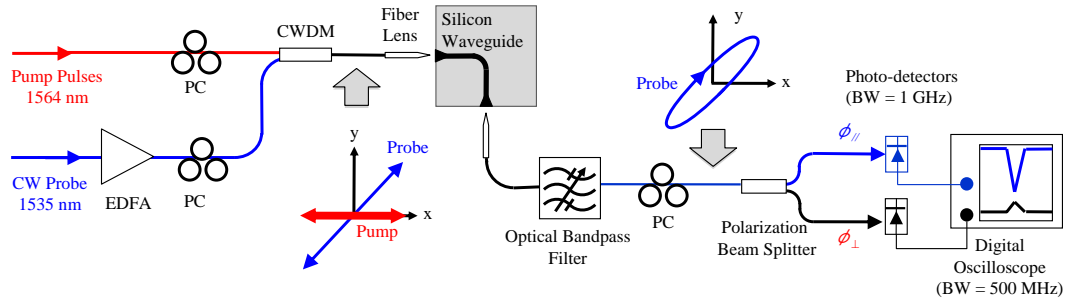 Pump Pulses
1564 nm
PC
CWDM
Fiber
Lens
Silicon
Waveguide
CW Probe
1535 nm
EDFA
PC
y
Probe
x
Pump
Optical Bandpass
Filter
PC
y
x
Probe
Polarization
Beam Splitter
Photo-detectors
(BW = 1 GHz)
ϕ//
ϕ⊥
Digital
Oscilloscope
(BW = 500 MHz)